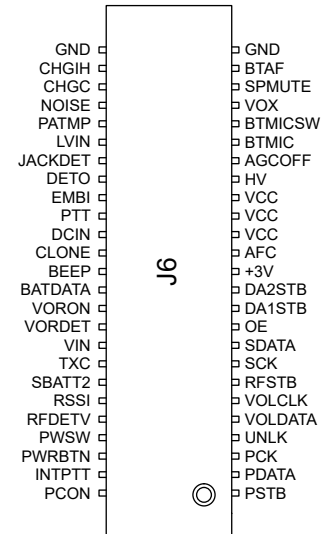 GND GND
CHGIH BTAF
CHGC SPMUTE
NOISE VOX
PATMP BTMICSW
LVIN BTMIC
JACKDET AGCOFF
DETO HV
EMBI VCC
PTT VCC
DCIN VCC
CLONE AFC
BEEP +3V
BATDATA DA2STB
VORON DA1STB
VORDET OE
VIN SDATA
TXC SCK
SBATT2 RFSTB
RSSI VOLCLK
RFDETV VOLDATA
PWSW UNLK
PWRBTN PCK
INTPTT PDATA
PCON PSTB
J6